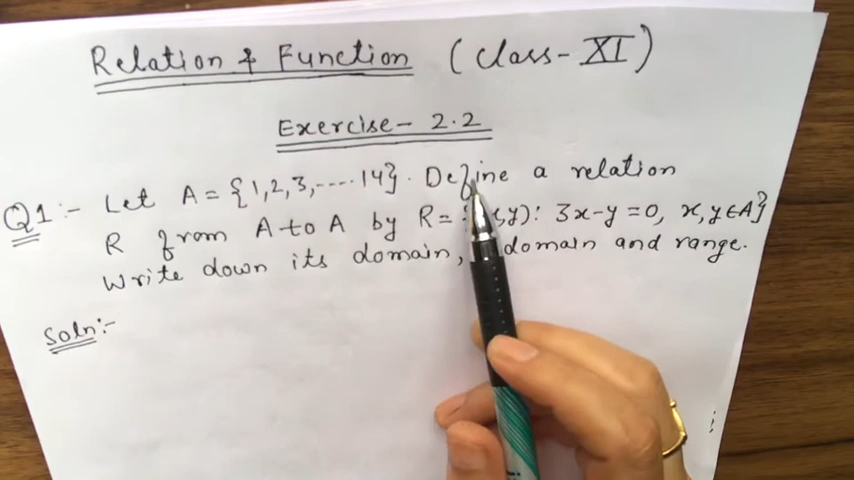 Relation & Function (Class-XI)
Exercise- 2.2
Q1:- Let A = {1,2,3,....14}. Define a relation
R from A to A by R = {x,y): 3x-y=0, x,y∈A}
Write down its domain, domain and range.
Soln:-